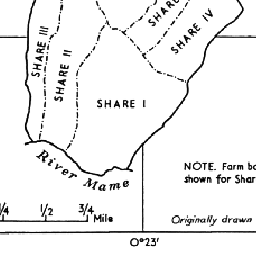 SHARE III
SHARE II
SHARE
SHARE IV
SHARE I
River Mame
NOTE. Farm bo
shown for Shar
1/4 1/2 3/4 Mile
Originally drawn
0°23'